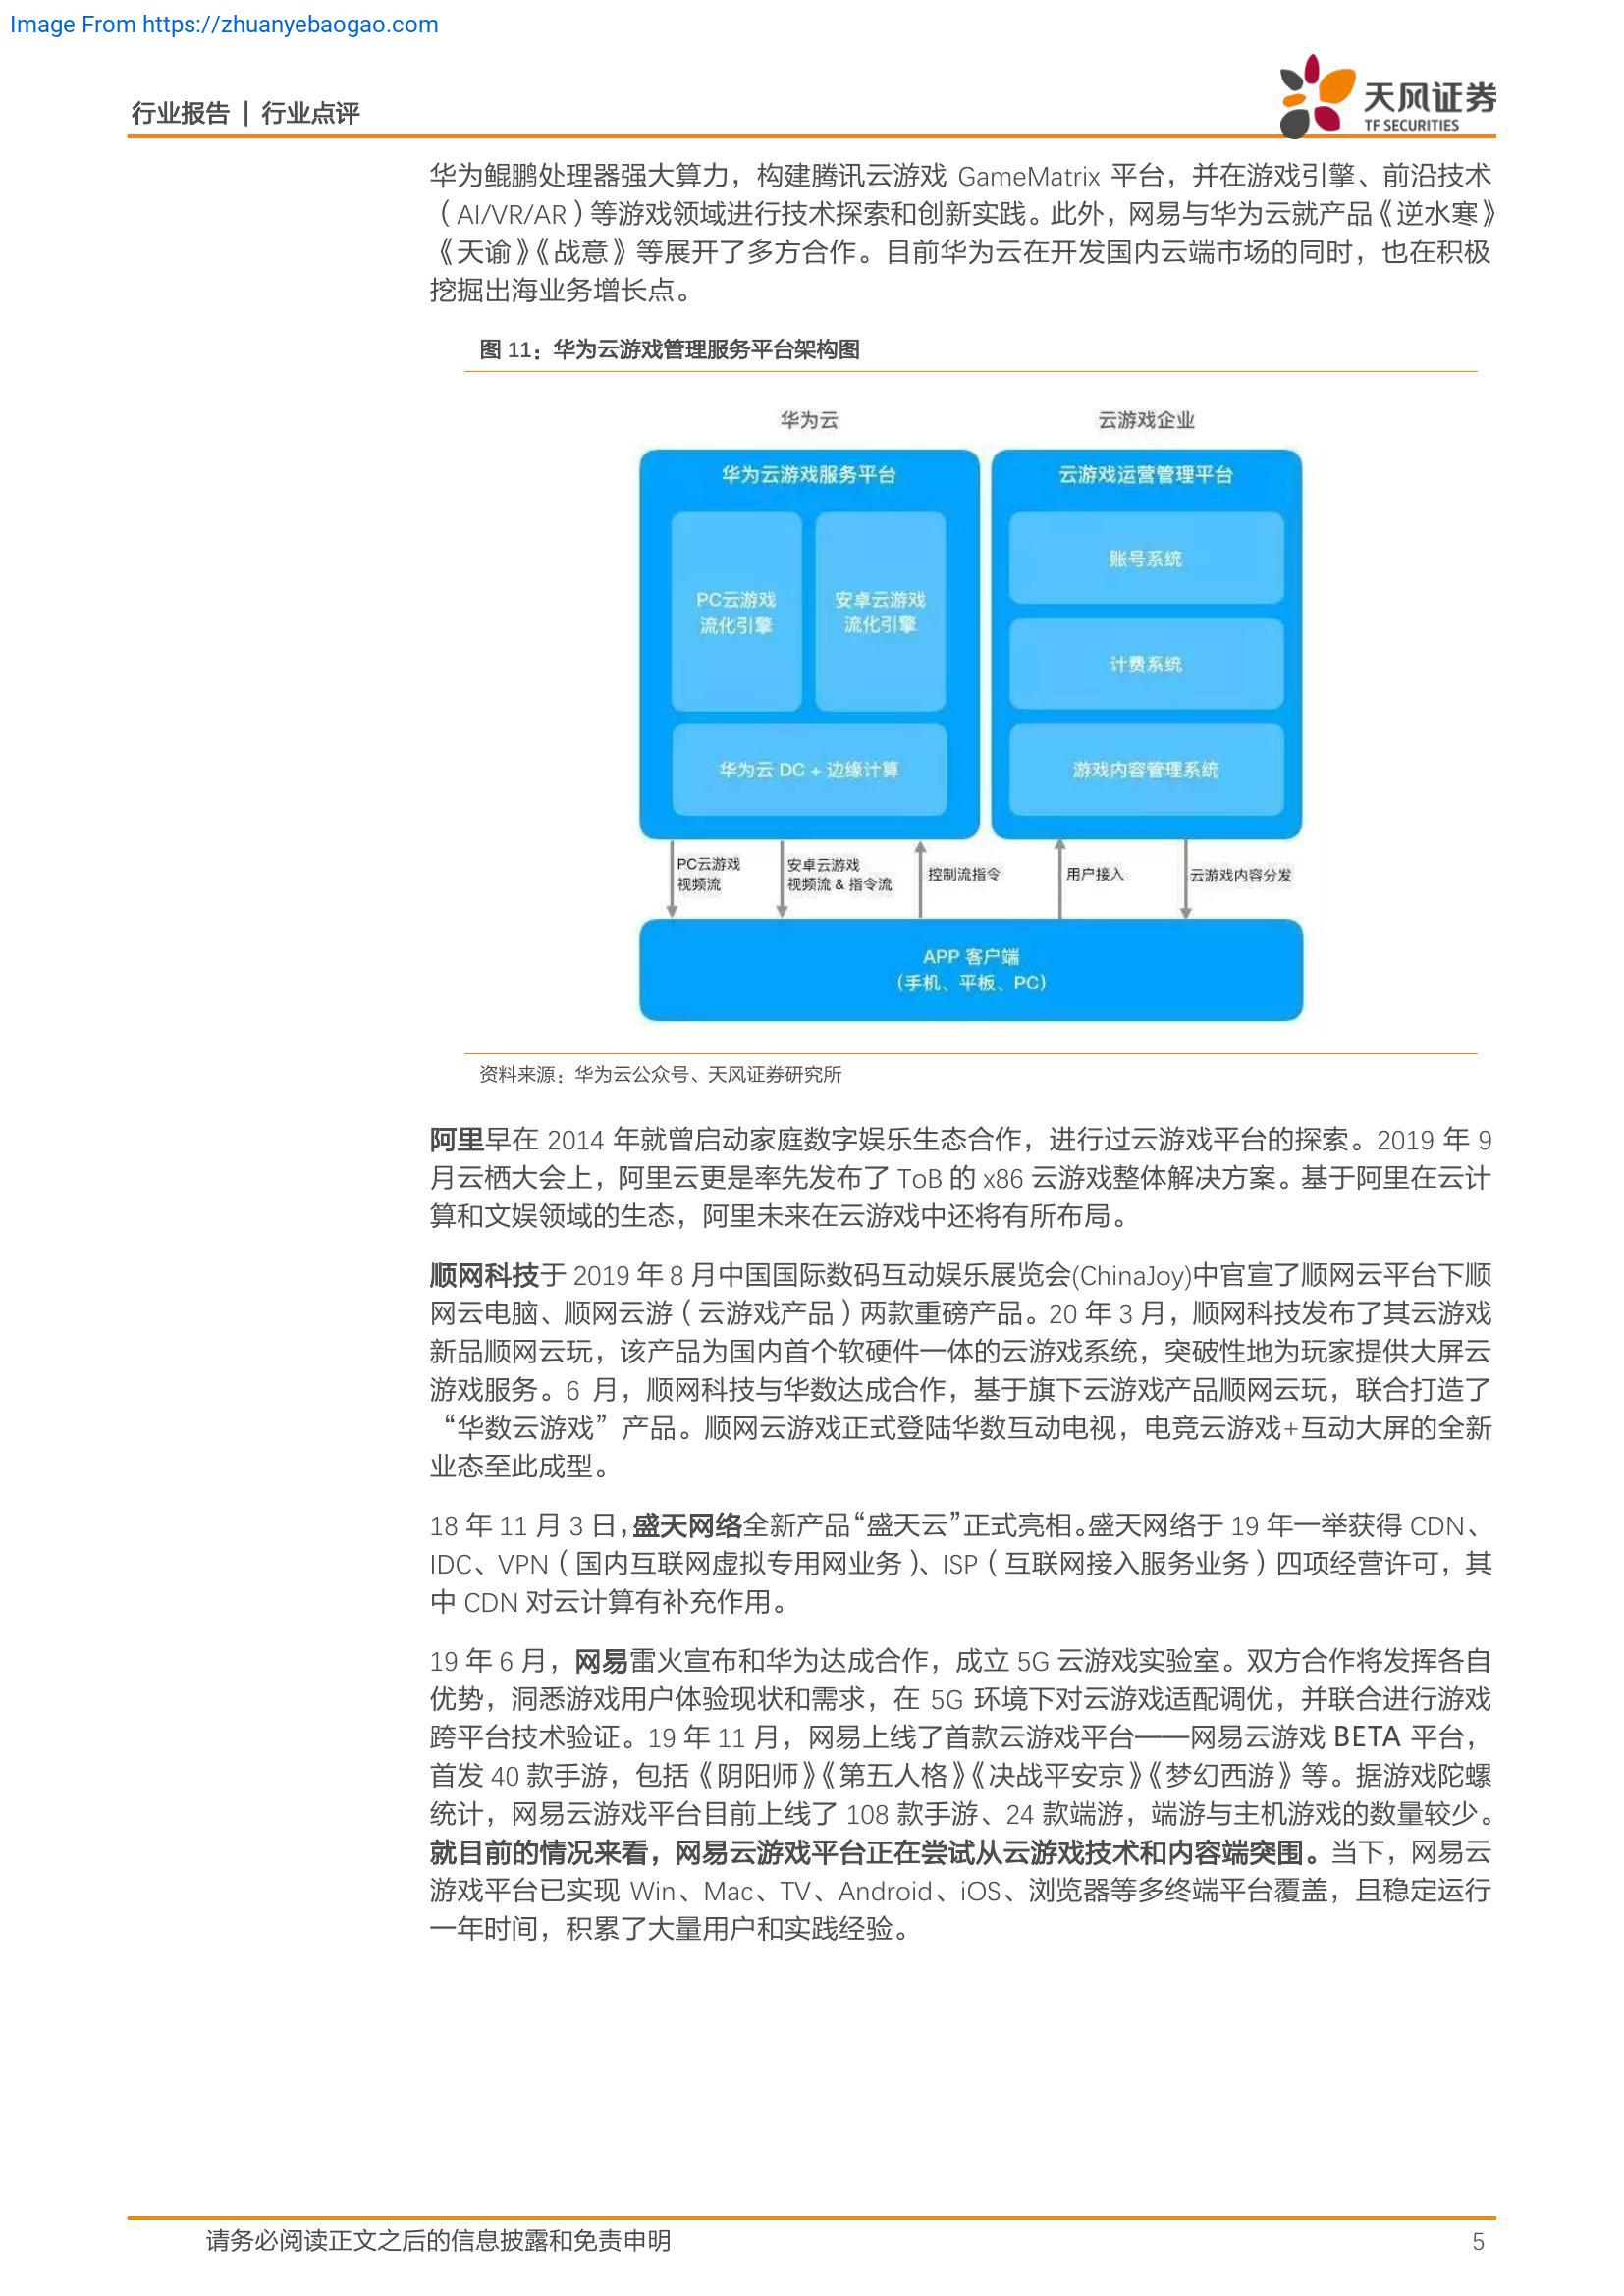 Image From https://zhuanyebaogao.com
行业报告 | 行业点评
天风证券
TF SECURITIES
华为鲲鹏处理器强大算力，构建腾讯云游戏 GameMatrix 平台，并在游戏引擎、前沿技术
（AI/VR/AR）等游戏领域进行技术探索和创新实践。此外，网易与华为云就产品《逆水寒》
《天谕》《战意》等展开了多方合作。目前华为云在开发国内云端市场的同时，也在积极
挖掘出海业务增长点。
图 11：华为云游戏管理服务平台架构图
华为云
云游戏企业
华为云游戏服务平台
云游戏运营管理平台
PC云游戏
流化引擎
安卓云游戏
流化引擎
账号系统
计费系统
华为云 DC + 边缘计算
游戏内容管理系统
PC云游戏
视频流
安卓云游戏
视频流 & 指令流
控制流指令
用户接入
云游戏内容分发
APP 客户端
(手机、平板、PC)
资料来源：华为云公众号、天风证券研究所
阿里早在 2014 年就曾启动家庭数字娱乐生态合作，进行过云游戏平台的探索。2019 年 9
月云栖大会上，阿里云更是率先发布了 ToB 的 x86 云游戏整体解决方案。基于阿里在云计
算和文娱领域的生态，阿里未来在云游戏中还将有所布局。
顺网科技于 2019 年 8 月中国国际数码互动娱乐展览会(ChinaJoy)中官宣了顺网云平台下顺
网云电脑、顺网云游（云游戏产品）两款重磅产品。20 年 3 月，顺网科技发布了其云游戏
新品顺网云玩，该产品为国内首个软硬件一体的云游戏系统，突破性地为玩家提供大屏云
游戏服务。6 月，顺网科技与华数达成合作，基于旗下云游戏产品顺网云玩，联合打造了
“华数云游戏”产品。顺网云游戏正式登陆华数互动电视，电竞云游戏+互动大屏的全新
业态至此成型。
18 年 11 月 3 日，盛天网络全新产品“盛天云”正式亮相。盛天网络于 19 年一举获得 CDN、
IDC、VPN（国内互联网虚拟专用网业务）、ISP（互联网接入服务业务）四项经营许可，其
中 CDN 对云计算有补充作用。
19 年 6 月，网易雷火宣布和华为达成合作，成立 5G 云游戏实验室。双方合作将发挥各自
优势，洞悉游戏用户体验现状和需求，在 5G 环境下对云游戏适配调优，并联合进行游戏
跨平台技术验证。19 年 11 月，网易上线了首款云游戏平台——网易云游戏 BETA 平台，
首发 40 款手游，包括《阴阳师》《第五人格》《决战平安京》《梦幻西游》等。据游戏陀螺
统计，网易云游戏平台目前上线了 108 款手游、24 款端游，端游与主机游戏的数量较少。
就目前的情况来看，网易云游戏平台正在尝试从云游戏技术和内容端突围。当下，网易云
游戏平台已实现 Win、Mac、TV、Android、iOS、浏览器等多终端平台覆盖，且稳定运行
一年时间，积累了大量用户和实践经验。
请务必阅读正文之后的信息披露和免责申明
5